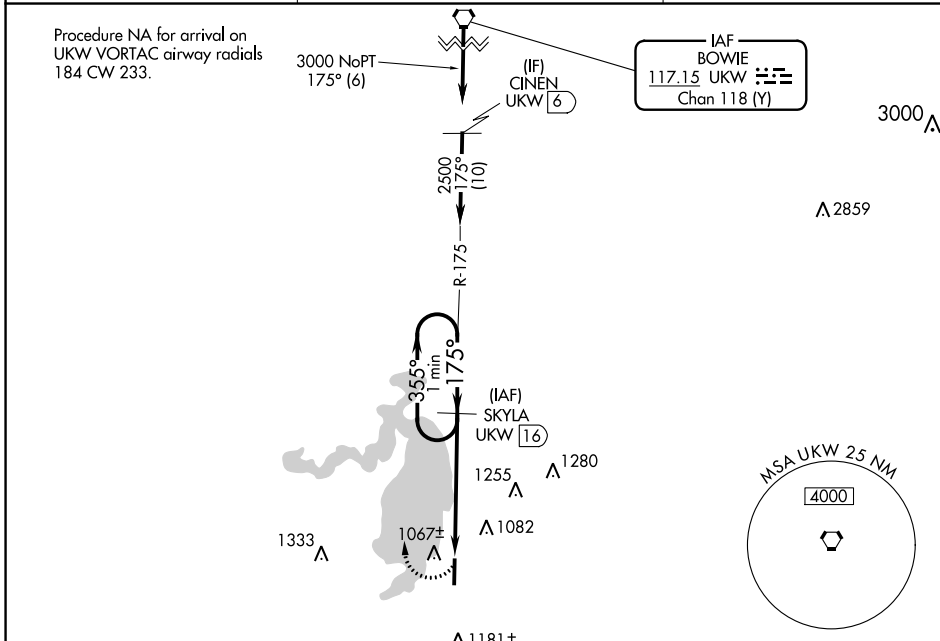 Procedure NA for arrival on
UKW VORTAC airway radials
184 CW 233.
3000 NoPT
175° (6)
(IF)
CINEN
UKW 6
IAF
BOWIE
117.15 UKW
Chan 118 (Y)
3000
2859
2500
175°
(10)
R-175
355°
1 min
175°
(IAF)
SKYLA
UKW 16
1255
1280
1082
1067±
1333
1181±
MSA UKW 25 NM
4000